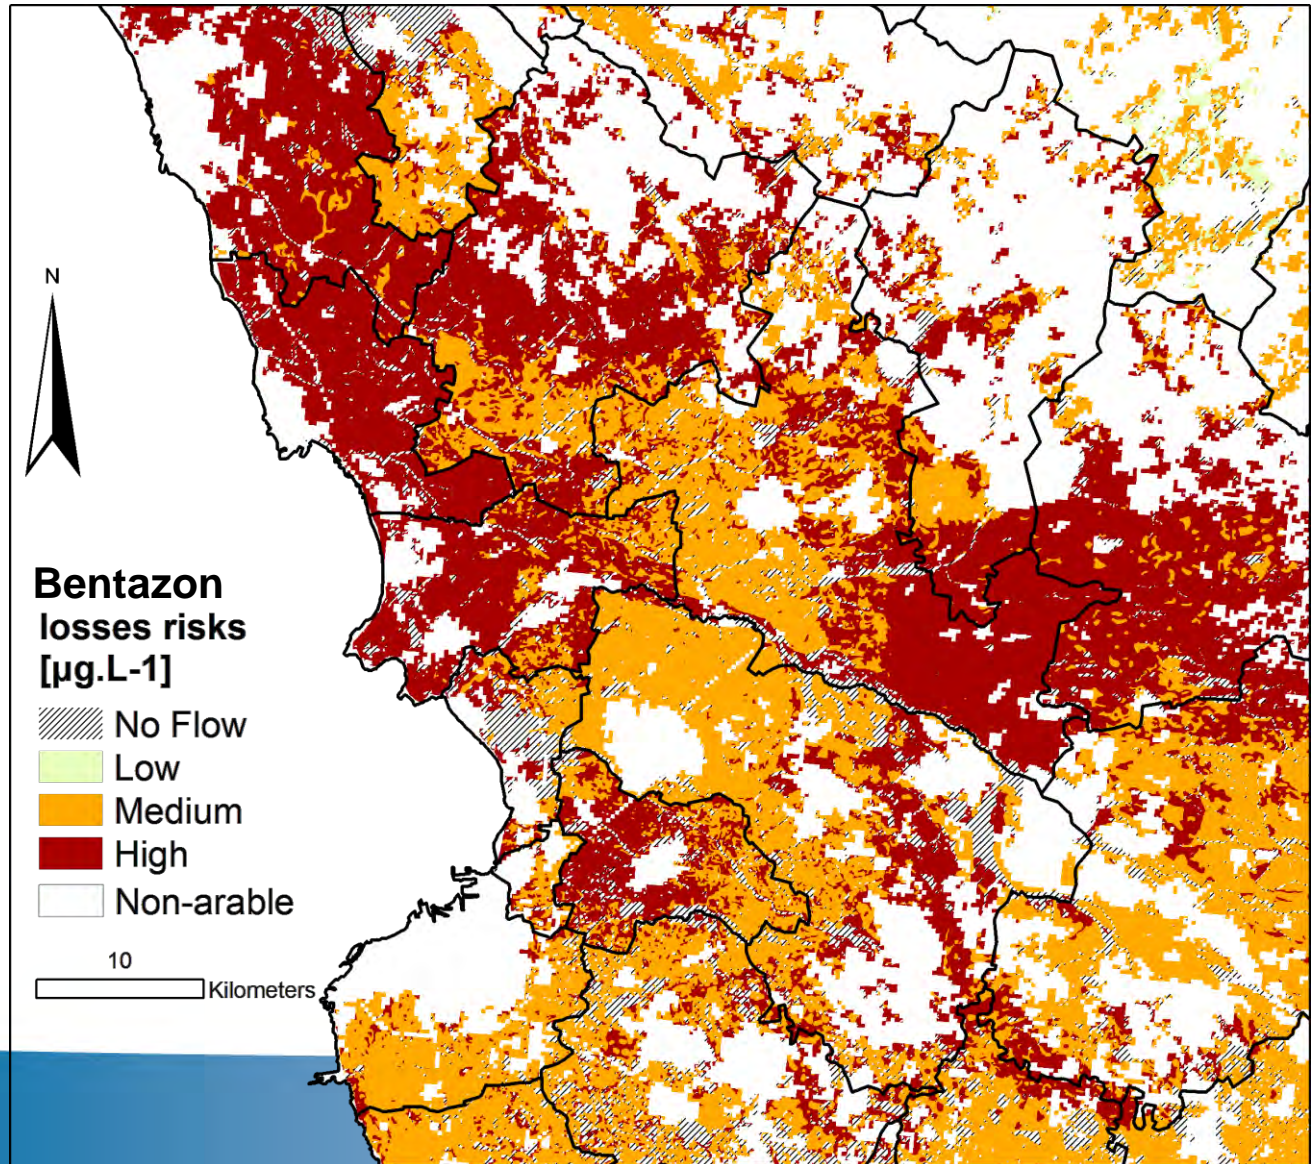 N
Bentazon
losses risks
[µg.L-1]
No Flow
Low
Medium
High
Non-arable
10
Kilometers